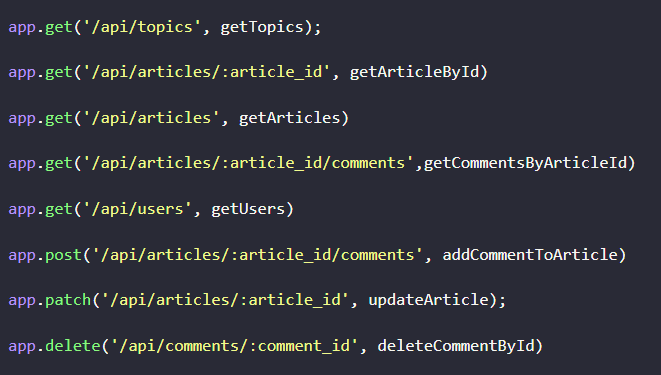 app.get('/api/topics', getTopics);
app.get('/api/articles/:article_id', getArticleById)
app.get('/api/articles', getArticles)
app.get('/api/articles/:article_id/comments',getCommentsByArticleId)
app.get('/api/users', getUsers)
app.post('/api/articles/:article_id/comments', addCommentToArticle)
app.patch('/api/articles/:article_id', updateArticle);
app.delete('/api/comments/:comment_id', deleteCommentById)